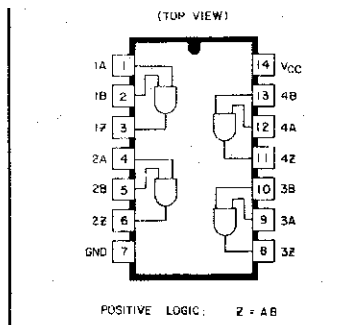 (TOP VIEW)
1A 1 14 VCC
1B 2 13 4B
1Z 3 12 4A
2A 4 11 4Z
2B 5 10 3B
2Z 6 9 3A
GND 7 8 3Z
POSITIVE LOGIC: Z = AB